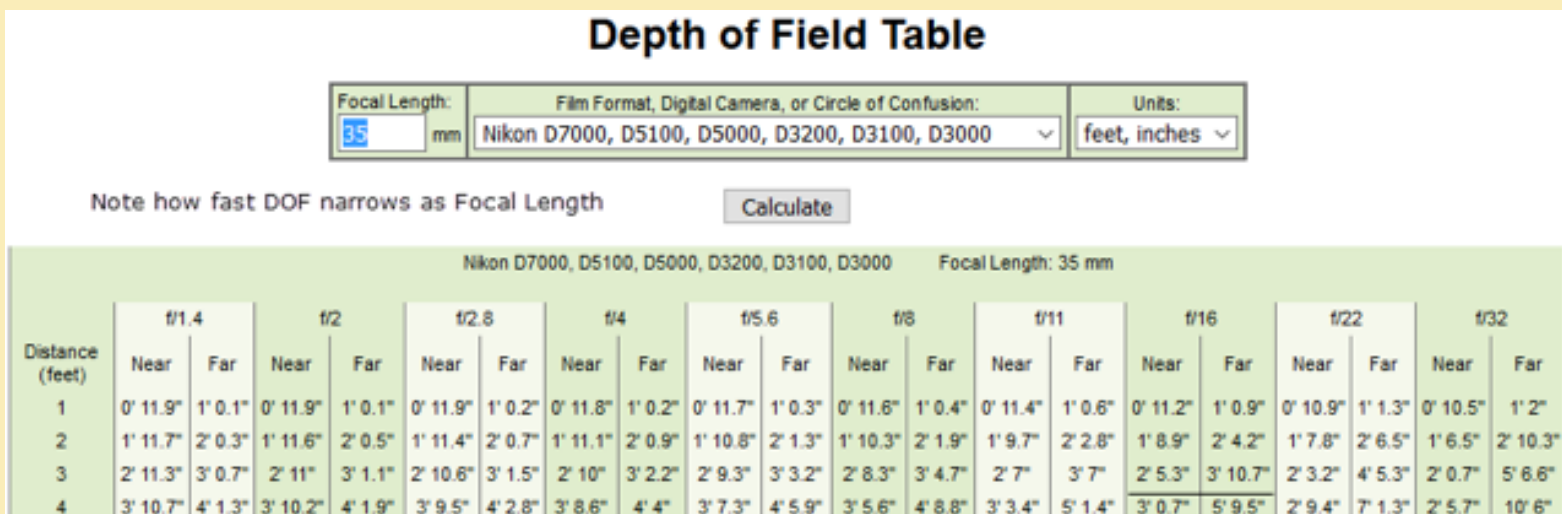 Depth of Field Table
Focal Length: Film Format, Digital Camera, or Circle of Confusion: Units:
35 mm Nikon D7000, D5100, D5000, D3200, D3100, D3000 feet, inches
Note how fast DOF narrows as Focal Length Calculate
Nikon D7000, D5100, D5000, D3200, D3100, D3000 Focal Length: 35 mm
f/1.4 f/2 f/2.8 f/4 f/5.6 f/8 f/11 f/16 f/22 f/32
Distance (feet) Near Far Near Far Near Far Near Far Near Far Near Far Near Far Near Far Near Far Near Far
1 0' 11.9" 1' 0.1" 0' 11.9" 1' 0.1" 0' 11.9" 1' 0.2" 0' 11.8" 1' 0.2" 0' 11.7" 1' 0.3" 0' 11.6" 1' 0.4" 0' 11.4" 1' 0.6" 0' 11.2" 1' 0.9" 0' 10.9" 1' 1.3" 0' 10.5" 1' 2"
2 1' 11.7" 2' 0.3" 1' 11.6" 2' 0.5" 1' 11.4" 2' 0.7" 1' 11.1" 2' 0.9" 1' 10.8" 2' 1.3" 1' 10.3" 2' 1.9" 1' 9.7" 2' 2.8" 1' 8.9" 2' 4.2" 1' 7.8" 2' 6.5" 1' 6.5" 2' 10.3"
3 2' 11.3" 3' 0.7" 2' 11" 3' 1.1" 2' 10.6" 3' 1.5" 2' 10" 3' 2.2" 2' 9.3" 3' 3.2" 2' 8.3" 3' 4.7" 2' 7" 3' 7" 2' 5.3" 3' 10.7" 2' 3.2" 4' 5.3" 2' 0.7" 5' 6.6"
4 3' 10.7" 4' 1.3" 3' 10.2" 4' 1.9" 3' 9.5" 4' 2.8" 3' 8.6" 4' 4" 3' 7.3" 4' 5.9" 3' 5.6" 4' 8.8" 3' 3.4" 5' 1.4" 3' 0.7" 5' 9.5" 2' 9.4" 7' 1.3" 2' 5.7" 10' 6"